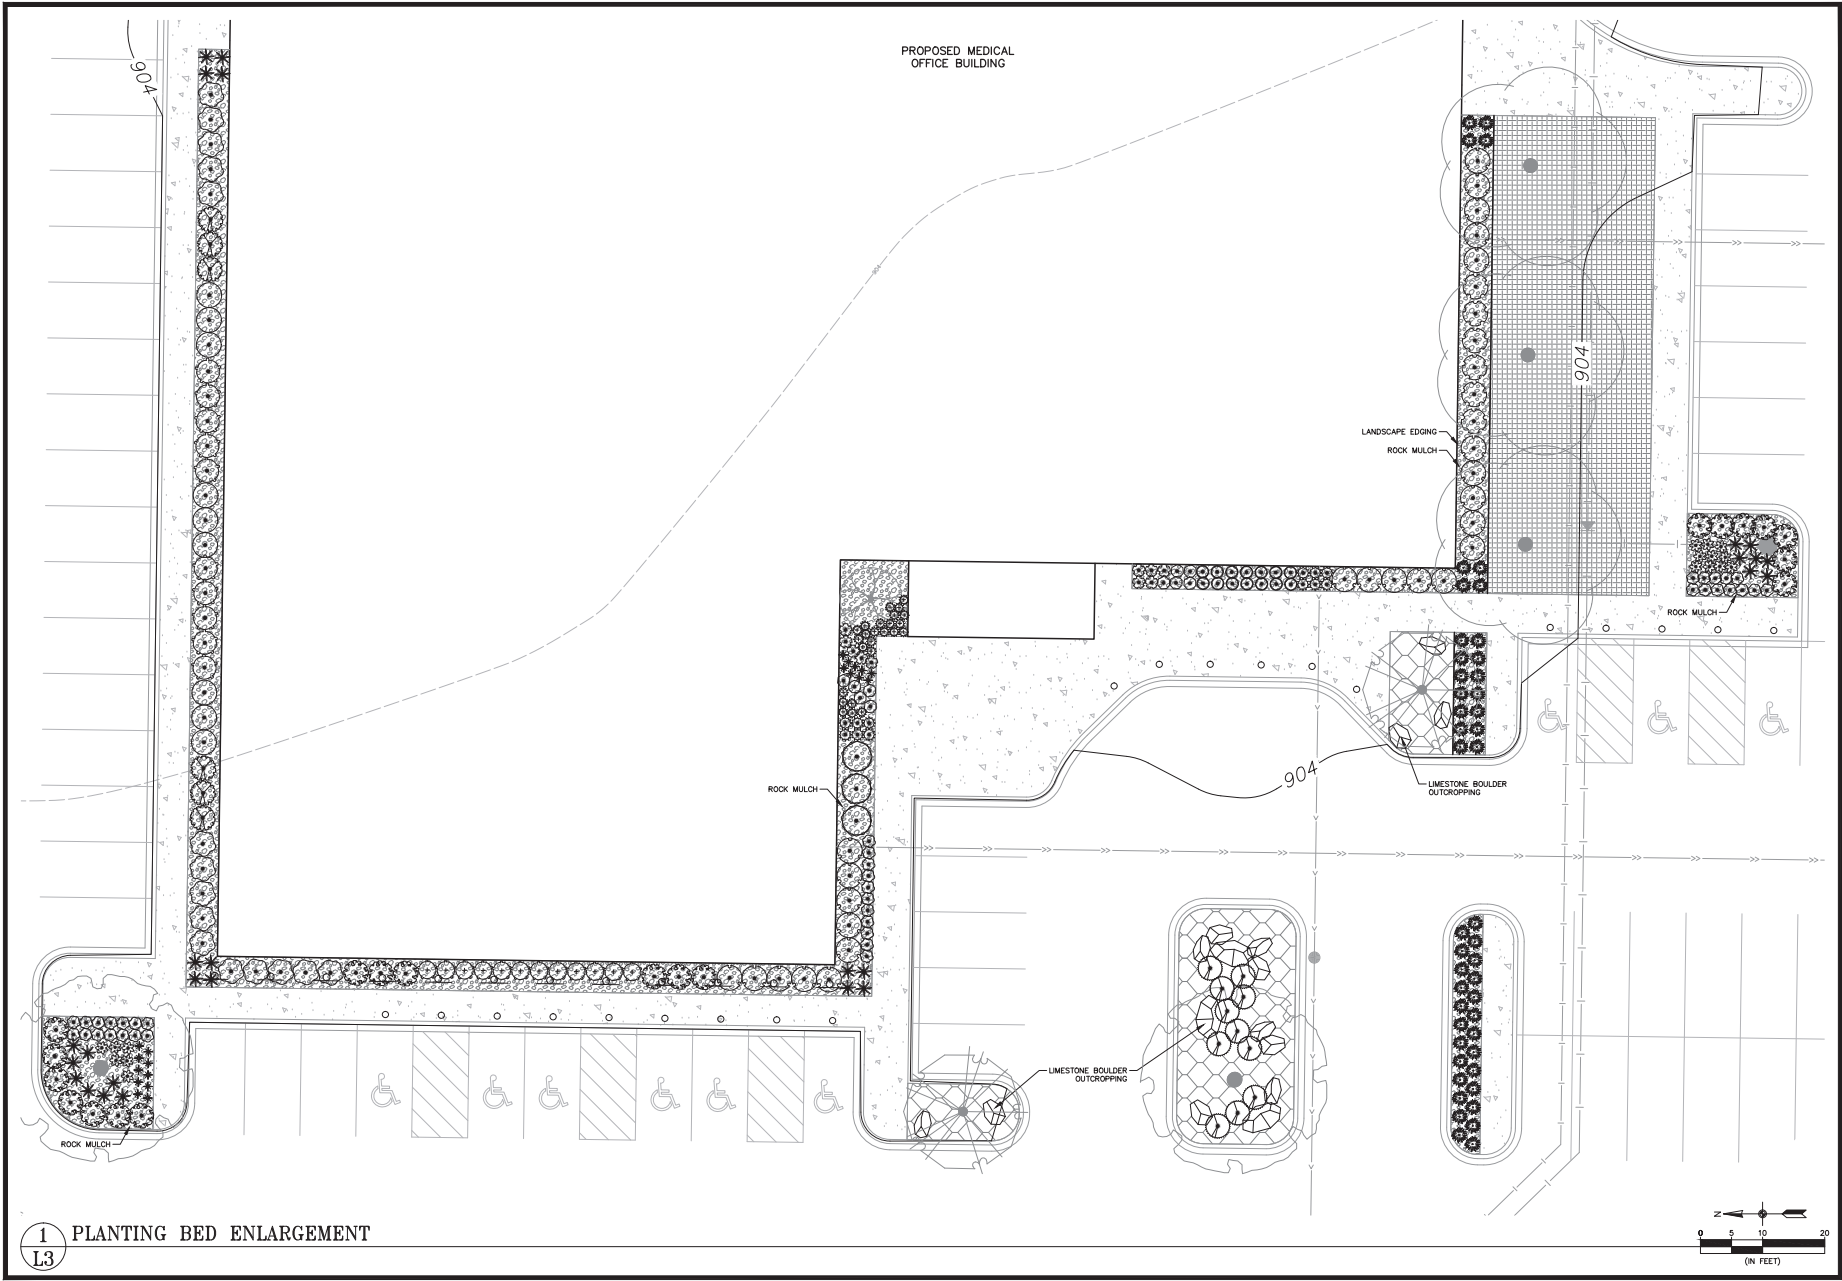 PROPOSED MEDICAL
OFFICE BUILDING
904
904
904
LANDSCAPE EDGING
ROCK MULCH
ROCK MULCH
ROCK MULCH
904
LIMESTONE BOULDER
OUTCROPPING
LIMESTONE BOULDER
OUTCROPPING
ROCK MULCH
1
L3
PLANTING BED ENLARGEMENT
N
0 5 10 20
(IN FEET)